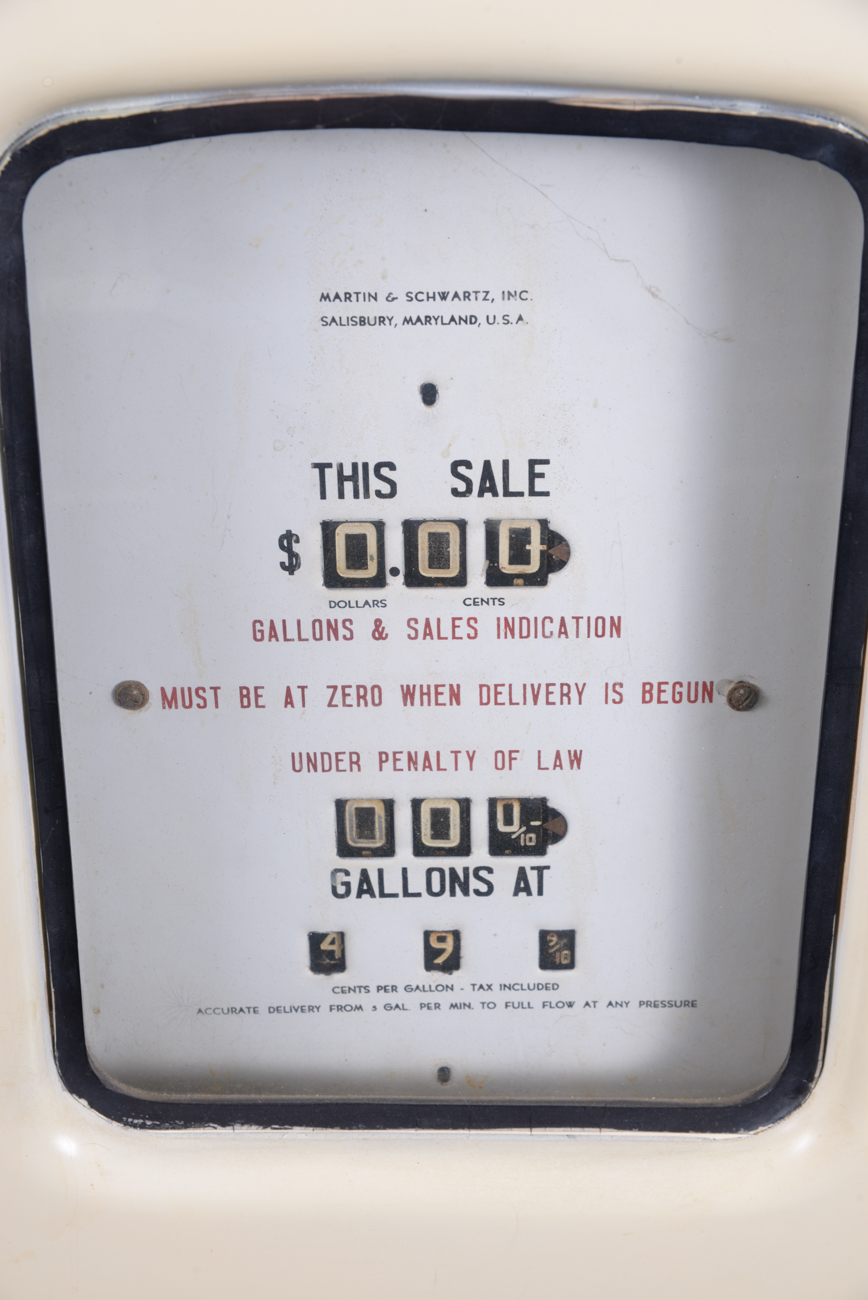 MARTIN & SCHWARTZ, INC.
SALISBURY, MARYLAND, U.S.A.
THIS SALE
$ 0.00
DOLLARS CENTS
GALLONS & SALES INDICATION
MUST BE AT ZERO WHEN DELIVERY IS BEGUN
UNDER PENALTY OF LAW
0 0 0/10
GALLONS AT
4 9 9/10
CENTS PER GALLON - TAX INCLUDED
ACCURATE DELIVERY FROM 5 GAL. PER MIN. TO FULL FLOW AT ANY PRESSURE